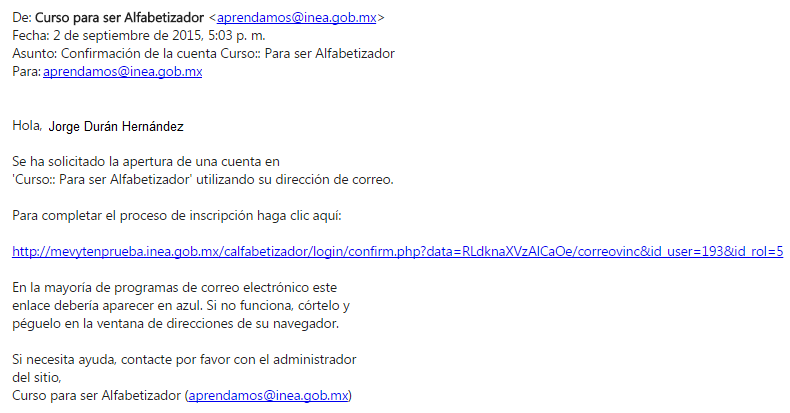 De: Curso para ser Alfabetizador <aprendamos@inea.gob.mx>
Fecha: 2 de septiembre de 2015, 5:03 p. m.
Asunto: Confirmación de la cuenta Curso:: Para ser Alfabetizador
Para: aprendamos@inea.gob.mx
Hola, Jorge Durán Hernández
Se ha solicitado la apertura de una cuenta en
'Curso:: Para ser Alfabetizador' utilizando su dirección de correo.
Para completar el proceso de inscripción haga clic aquí:
http://mevytenprueba.inea.gob.mx/calfabetizador/login/confirm.php?data=RLdknaXVzAlCaOe/correovinc&id_user=193&id_rol=5
En la mayoría de programas de correo electrónico este
enlace debería aparecer en azul. Si no funciona, córtelo y
péguelo en la ventana de direcciones de su navegador.
Si necesita ayuda, contacte por favor con el administrador
del sitio,
Curso para ser Alfabetizador (aprendamos@inea.gob.mx)